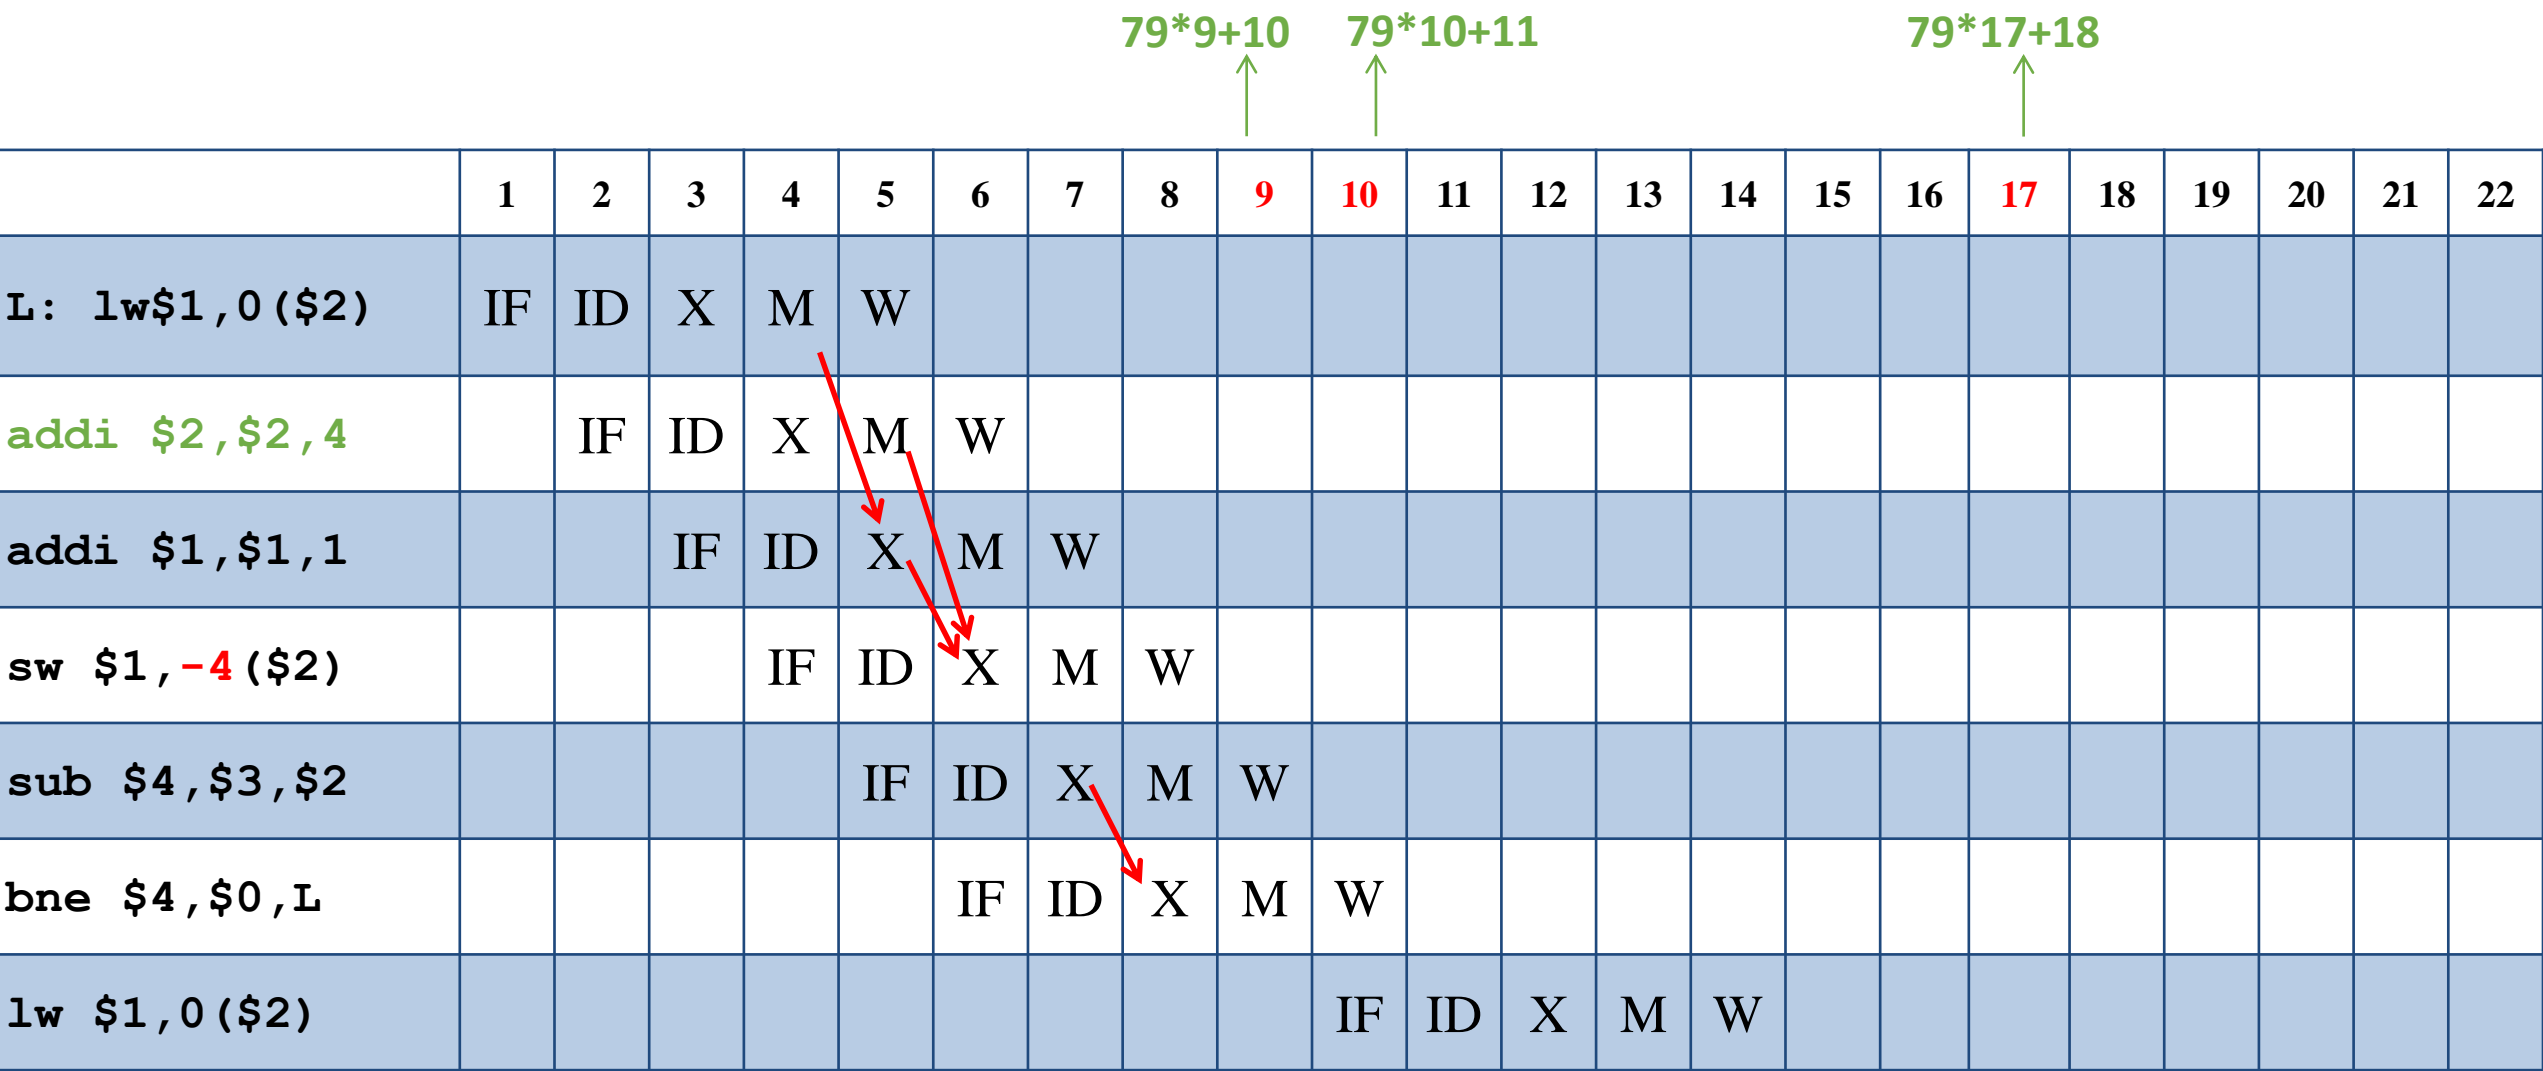 79*9+10 79*10+11 79*17+18
1 2 3 4 5 6 7 8 9 10 11 12 13 14 15 16 17 18 19 20 21 22
L: lw$1,0($2) IF ID X M W
addi $2,$2,4 IF ID X M W
addi $1,$1,1 IF ID X M W
sw $1,-4($2) IF ID X M W
sub $4,$3,$2 IF ID X M W
bne $4,$0,L IF ID X M W
lw $1,0($2) IF ID X M W